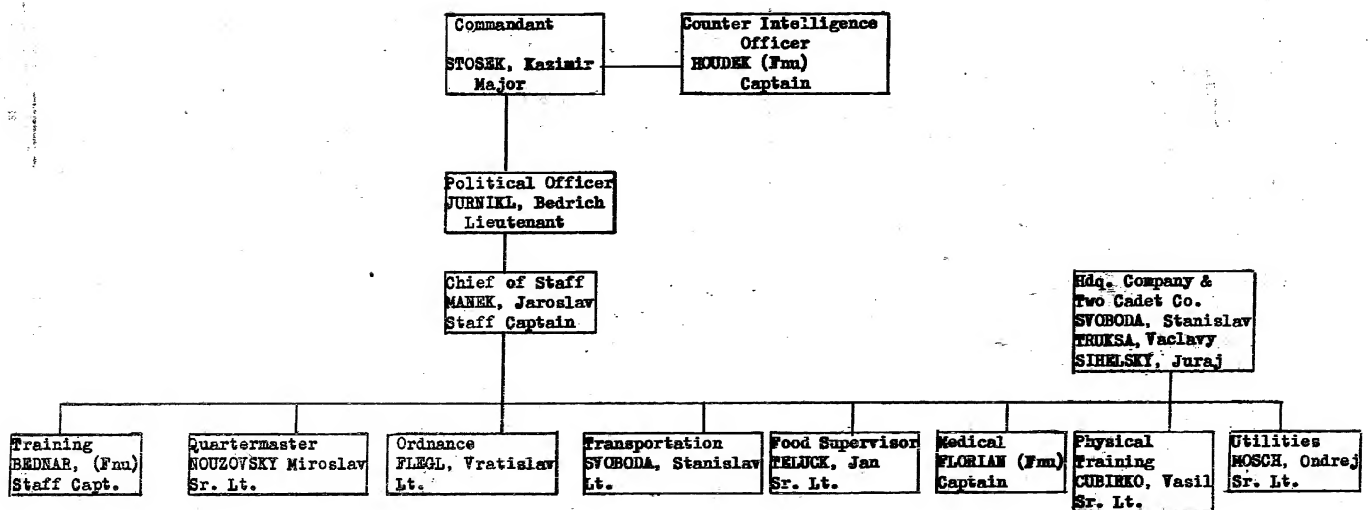 Commandant
STOSEK, Kazimir
Major
Counter Intelligence
Officer
HOUDEK (Fnu)
Captain
Political Officer
JURNIKL, Bedrich
Lieutenant
Chief of Staff
MANEK, Jaroslav
Staff Captain
Hdq. Company &
Two Cadet Co.
SVOBODA, Stanislav
TRUKSA, Vaclavy
SIHELSKY, Juraj
Training
BEDNAR, (Fnu)
Staff Capt.
Quartermaster
NOUZOVSKY Miroslav
Sr. Lt.
Ordnance
FLEGL, Vratislav
Lt.
Transportation
SVOBODA, Stanislav
Lt.
Food Supervisor
TELUCK, Jan
Sr. Lt.
Medical
FLORIAN (Fnu)
Captain
Physical
Training
CUBIRKO, Vasil
Sr. Lt.
Utilities
MOSCH, Ondrej
Sr. Lt.